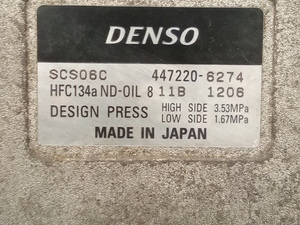 DENSO
SCS06C 447220-6274
HFC134a ND-OIL 8 11B 1206
DESIGN PRESS HIGH SIDE 3.53MPa
LOW SIDE 1.67MPa
MADE IN JAPAN